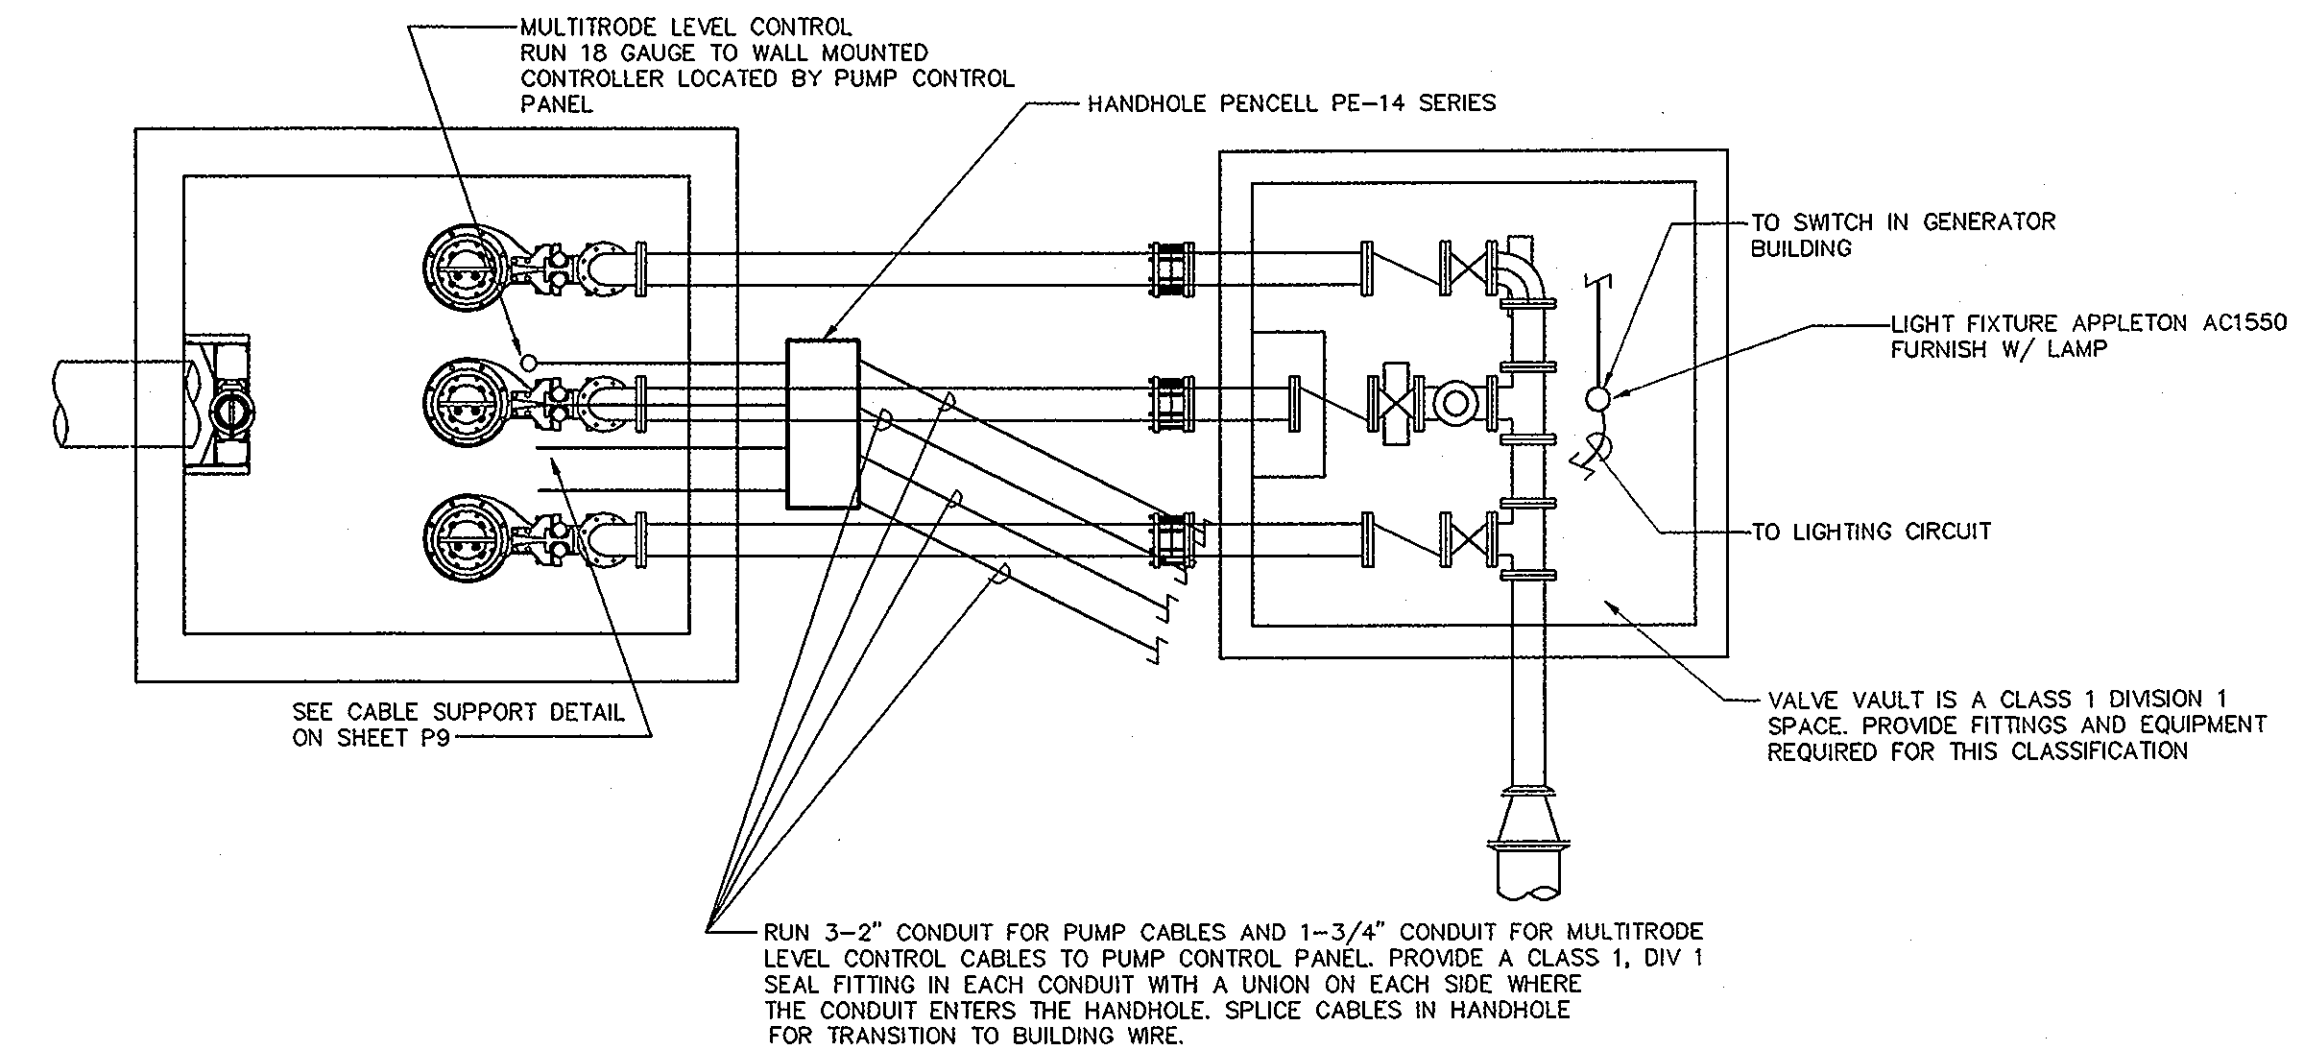 MULTITRODE LEVEL CONTROL
RUN 18 GAUGE TO WALL MOUNTED
CONTROLLER LOCATED BY PUMP CONTROL
PANEL
HANDHOLE PENCELL PE-14 SERIES
TO SWITCH IN GENERATOR
BUILDING
LIGHT FIXTURE APPLETON AC1550
FURNISH W/ LAMP
TO LIGHTING CIRCUIT
SEE CABLE SUPPORT DETAIL
ON SHEET P9
VALVE VAULT IS A CLASS 1 DIVISION 1
SPACE. PROVIDE FITTINGS AND EQUIPMENT
REQUIRED FOR THIS CLASSIFICATION
RUN 3-2" CONDUIT FOR PUMP CABLES AND 1-3/4" CONDUIT FOR MULTITRODE
LEVEL CONTROL CABLES TO PUMP CONTROL PANEL. PROVIDE A CLASS 1, DIV 1
SEAL FITTING IN EACH CONDUIT WITH A UNION ON EACH SIDE WHERE
THE CONDUIT ENTERS THE HANDHOLE. SPLICE CABLES IN HANDHOLE
FOR TRANSITION TO BUILDING WIRE.